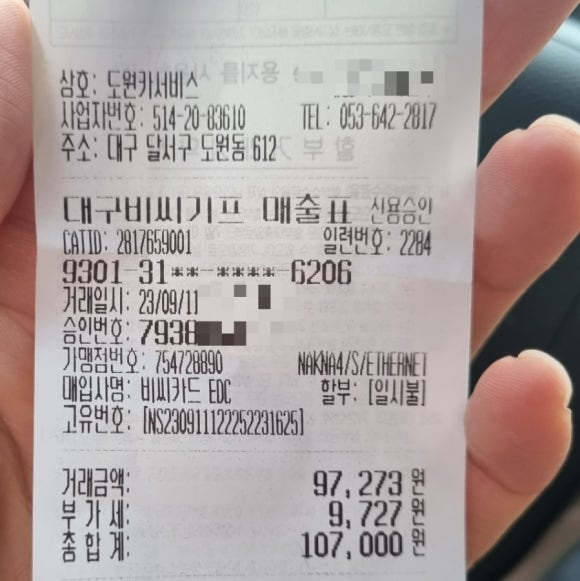 상호: 도원카서비스
사업자번호: 514-20-83610 TEL: 053-642-2817
주소: 대구 달서구 도원동 612
대구비씨기프 매출표 신용승인
CATID: 2817659001 일련번호: 2284
9301-31**-****-6206
거래일시: 23/09/11
승인번호: 7938
가맹점번호: 754728890 NAKNA4/S/ETHERNET
매입사명: 비씨카드 EDC 할부: [일시불]
고유번호: [NS230911122252231625]
거래금액: 97,273 원
부 가 세: 9,727 원
총 합 계: 107,000 원